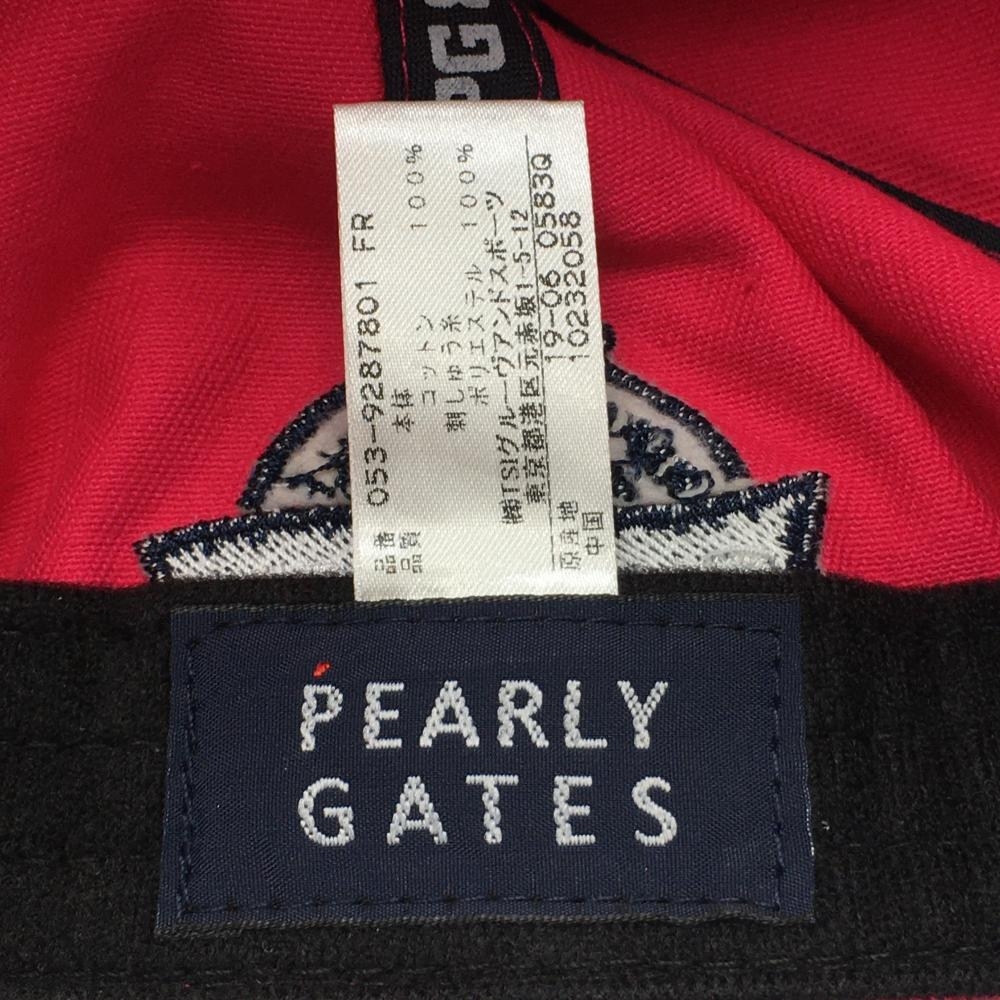 PG
品番 053-9287801 FR
品質 本体
コットン 100%
刺しゅう糸
ポリエステル 100%
㈱TSIグルーヴアンドスポーツ
東京都港区元赤坂1-5-12
原産地 19-06 0583Q
中国 10232058
PEARLY
GATES